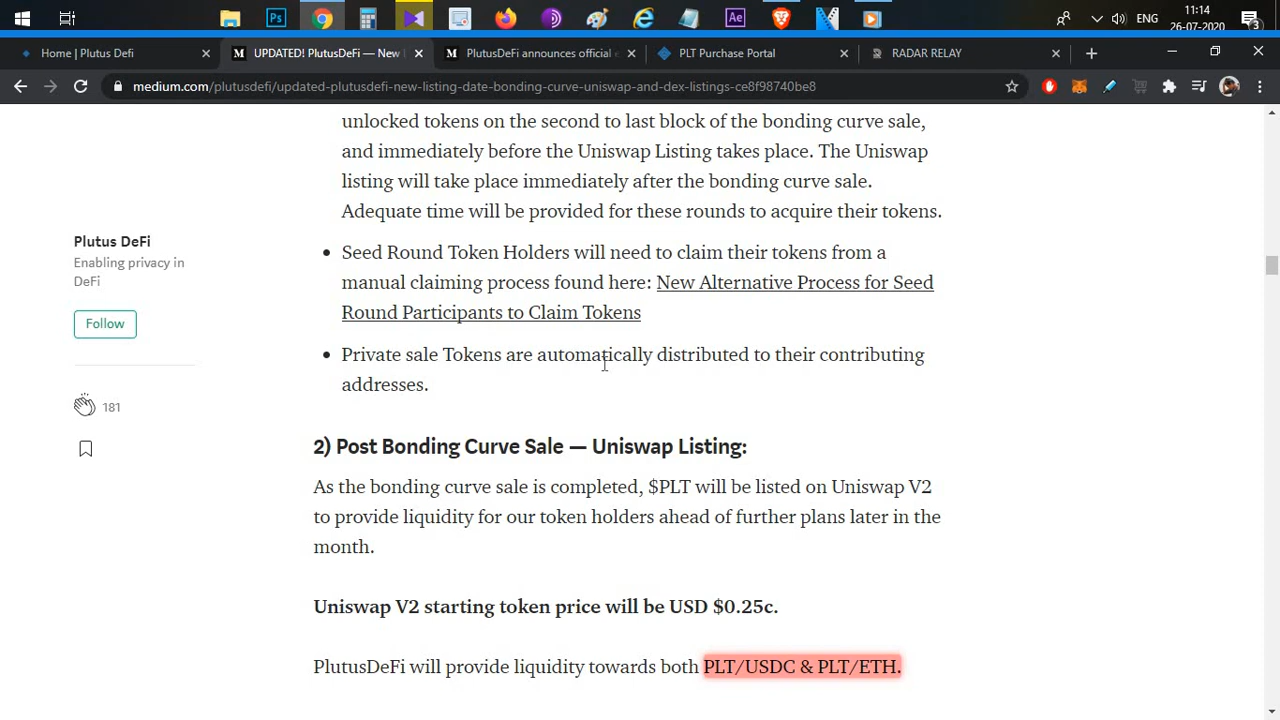 11:14
ENG
26-07-2020
3
Home | Plutus Defi
UPDATED! PlutusDeFi — New
PlutusDeFi announces official
PLT Purchase Portal
RADAR RELAY
medium.com/plutusdefi/updated-plutusdefi-new-listing-date-bonding-curve-uniswap-and-dex-listings-ce8f98740be8
unlocked tokens on the second to last block of the bonding curve sale,
and immediately before the Uniswap Listing takes place. The Uniswap
listing will take place immediately after the bonding curve sale.
Adequate time will be provided for these rounds to acquire their tokens.
Plutus DeFi
Enabling privacy in
DeFi
Follow
181
• Seed Round Token Holders will need to claim their tokens from a
manual claiming process found here: New Alternative Process for Seed
Round Participants to Claim Tokens
• Private sale Tokens are automatically distributed to their contributing
addresses.
2) Post Bonding Curve Sale — Uniswap Listing:
As the bonding curve sale is completed, $PLT will be listed on Uniswap V2
to provide liquidity for our token holders ahead of further plans later in the
month.
Uniswap V2 starting token price will be USD $0.25c.
PlutusDeFi will provide liquidity towards both PLT/USDC & PLT/ETH.